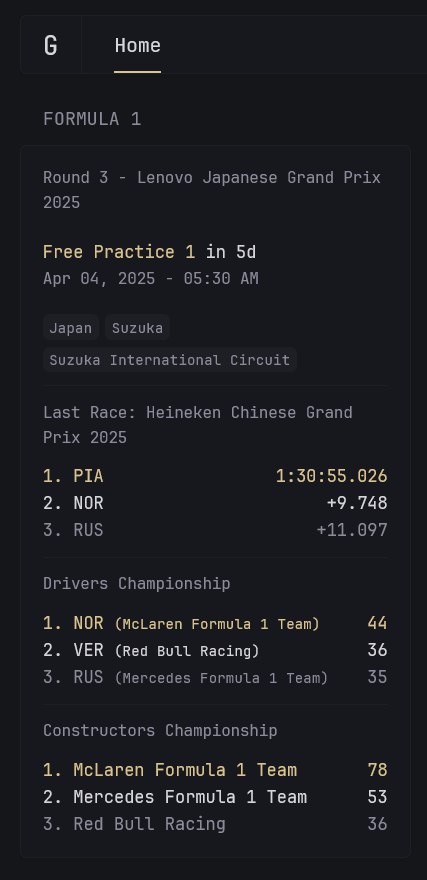 G
Home
FORMULA 1
Round 3 - Lenovo Japanese Grand Prix
2025
Free Practice 1 in 5d
Apr 04, 2025 - 05:30 AM
Japan Suzuka
Suzuka International Circuit
Last Race: Heineken Chinese Grand
Prix 2025
1. PIA 1:30:55.026
2. NOR +9.748
3. RUS +11.097
Drivers Championship
1. NOR (McLaren Formula 1 Team) 44
2. VER (Red Bull Racing) 36
3. RUS (Mercedes Formula 1 Team) 35
Constructors Championship
1. McLaren Formula 1 Team 78
2. Mercedes Formula 1 Team 53
3. Red Bull Racing 36